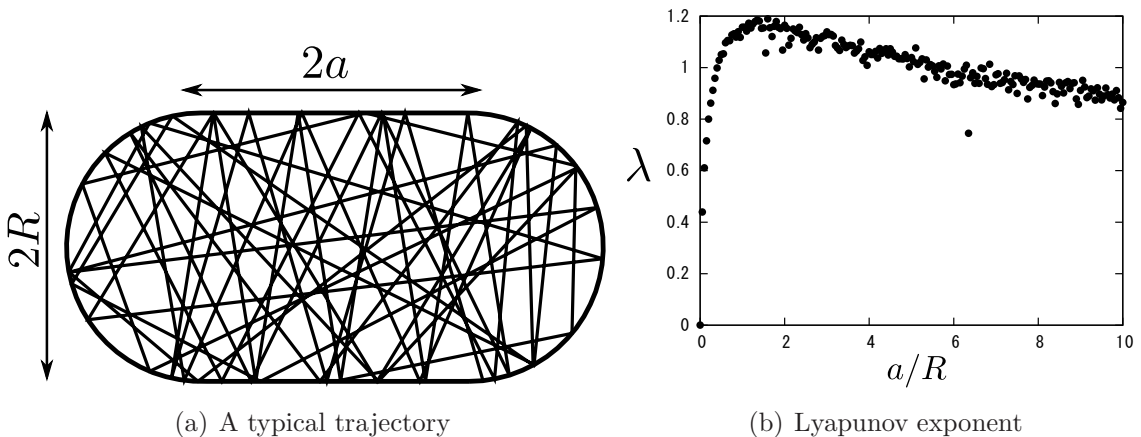 2a
2R
(a) A typical trajectory
1.2
1
0.8
0.6
0.4
0.2
0
λ
0 2 4 6 8 10
a/R
(b) Lyapunov exponent